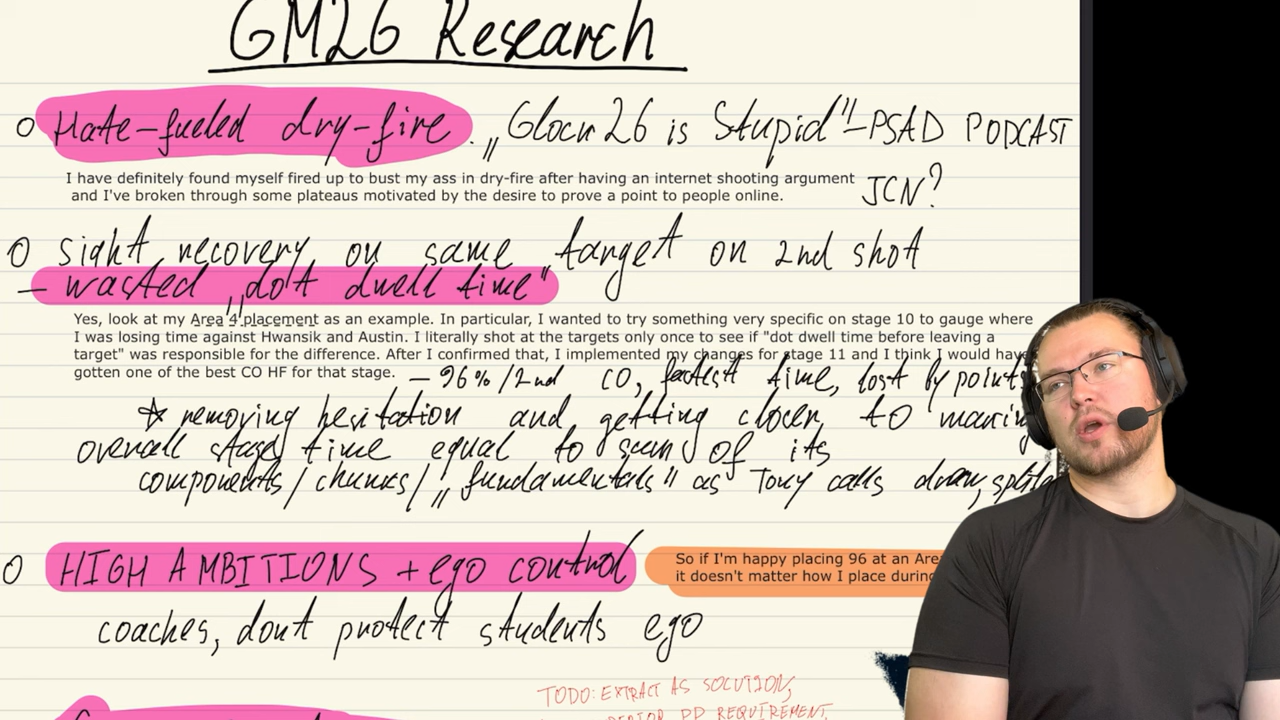 GM26 Research
o Hate-fueled dry-fire. „Glock26 is Stupid"–PSAD PODCAST
I have definitely found myself fired up to bust my ass in dry-fire after having an internet shooting argument
and I've broken through some plateaus motivated by the desire to prove a point to people online.
JCN?
o sight recovery on same target on 2nd shot
– wasted „dot dwell time"
Yes, look at my Area 4 placement as an example. In particular, I wanted to try something very specific on stage 10 to gauge where
I was losing time against Hwansik and Austin. I literally shot at the targets only once to see if "dot dwell time before leaving a
target" was responsible for the difference. After I confirmed that, I implemented my changes for stage 11 and I think I would have
gotten one of the best CO HF for that stage.
– 96%/2nd CO, fastest time, lost by points
☆ removing hesitation and getting closer to making
overall stage time equal to sum of its
components/chunks/„fundamentals" as Tony calls draw, splits
o HIGH AMBITIONS + ego control
So if I'm happy placing 96 at an Are
it doesn't matter how I place during
coaches, dont protect students ego
TODO: EXTRACT AS SOLUTION,
PD REQUIREMENT,